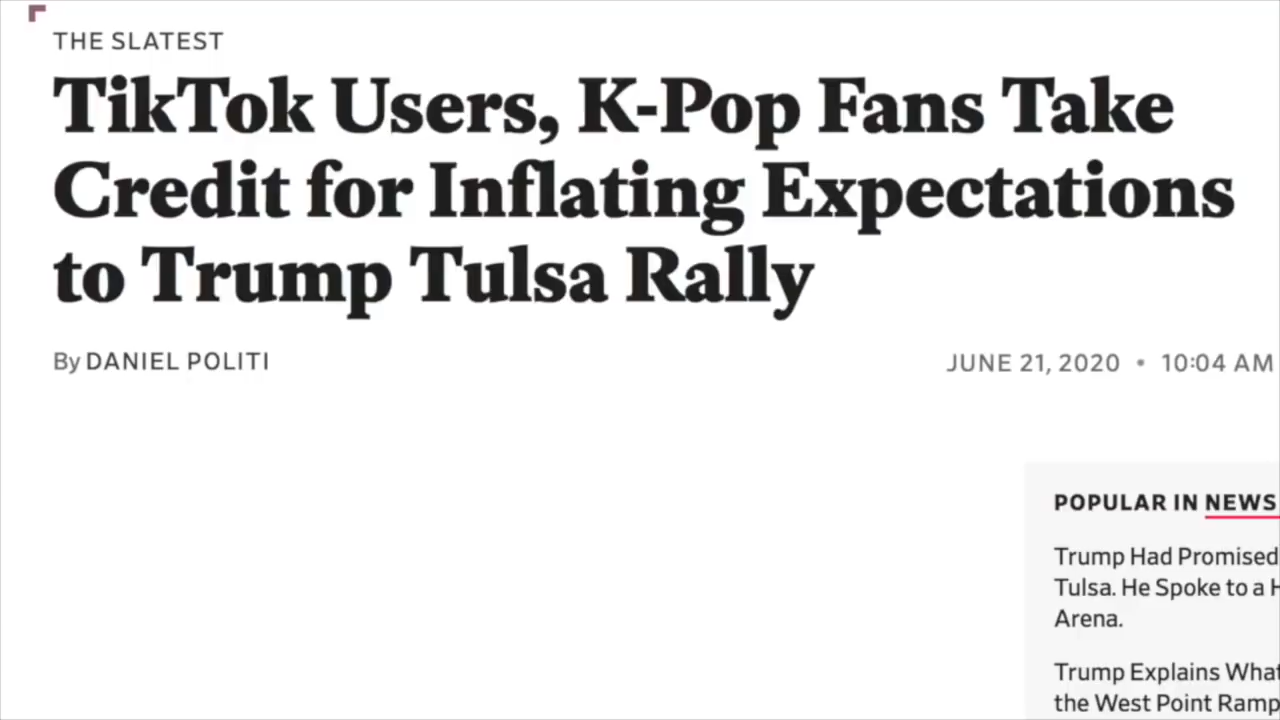 THE SLATEST
TikTok Users, K-Pop Fans Take
Credit for Inflating Expectations
to Trump Tulsa Rally
By DANIEL POLITI
JUNE 21, 2020 • 10:04 AM
POPULAR IN NEWS
Trump Had Promised
Tulsa. He Spoke to a H
Arena.
Trump Explains What
the West Point Ramp